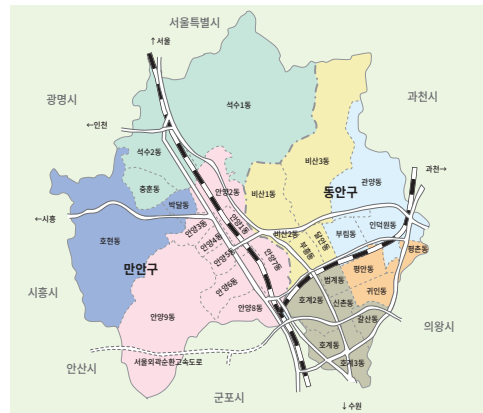 서울특별시
↑서울
광명시
과천시
석수1동
←인천
석수2동
비산3동
과천→
충훈동
안양2동
비산1동
동안구
관양동
박달동
←시흥
안양3동
안양1동
인덕원동
호현동
안양4동
비산2동
달안동
부림동
부흥동
평촌동
안양5동
안양7동
만안구
평안동
범계동
시흥시
안양6동
귀인동
호계2동
신촌동
안양9동
안양8동
갈산동
의왕시
호계동
서울외곽순환고속도로
호계3동
안산시
군포시
↓수원